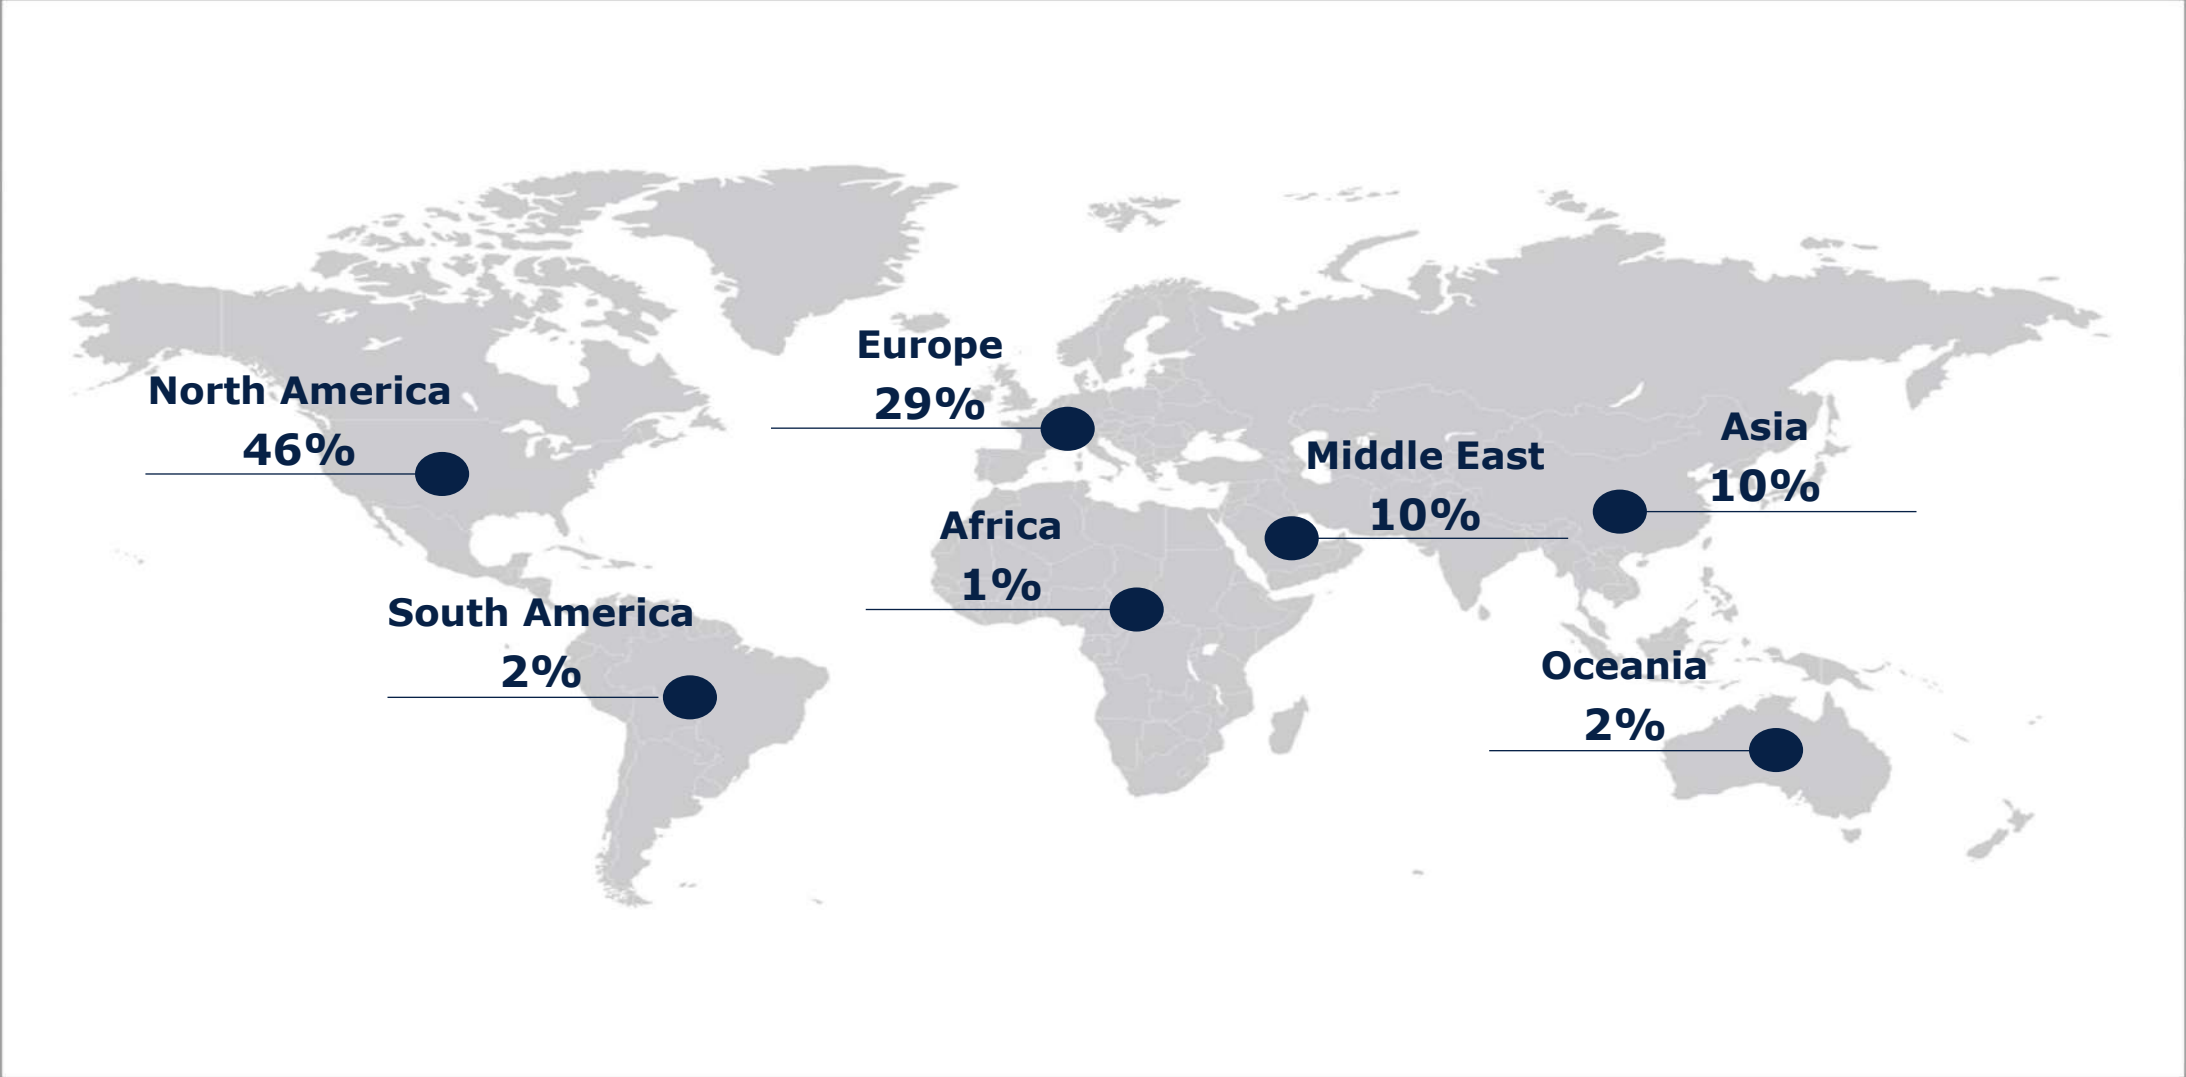 North America
46%
South America
2%
Europe
29%
Africa
1%
Middle East
10%
Asia
10%
Oceania
2%